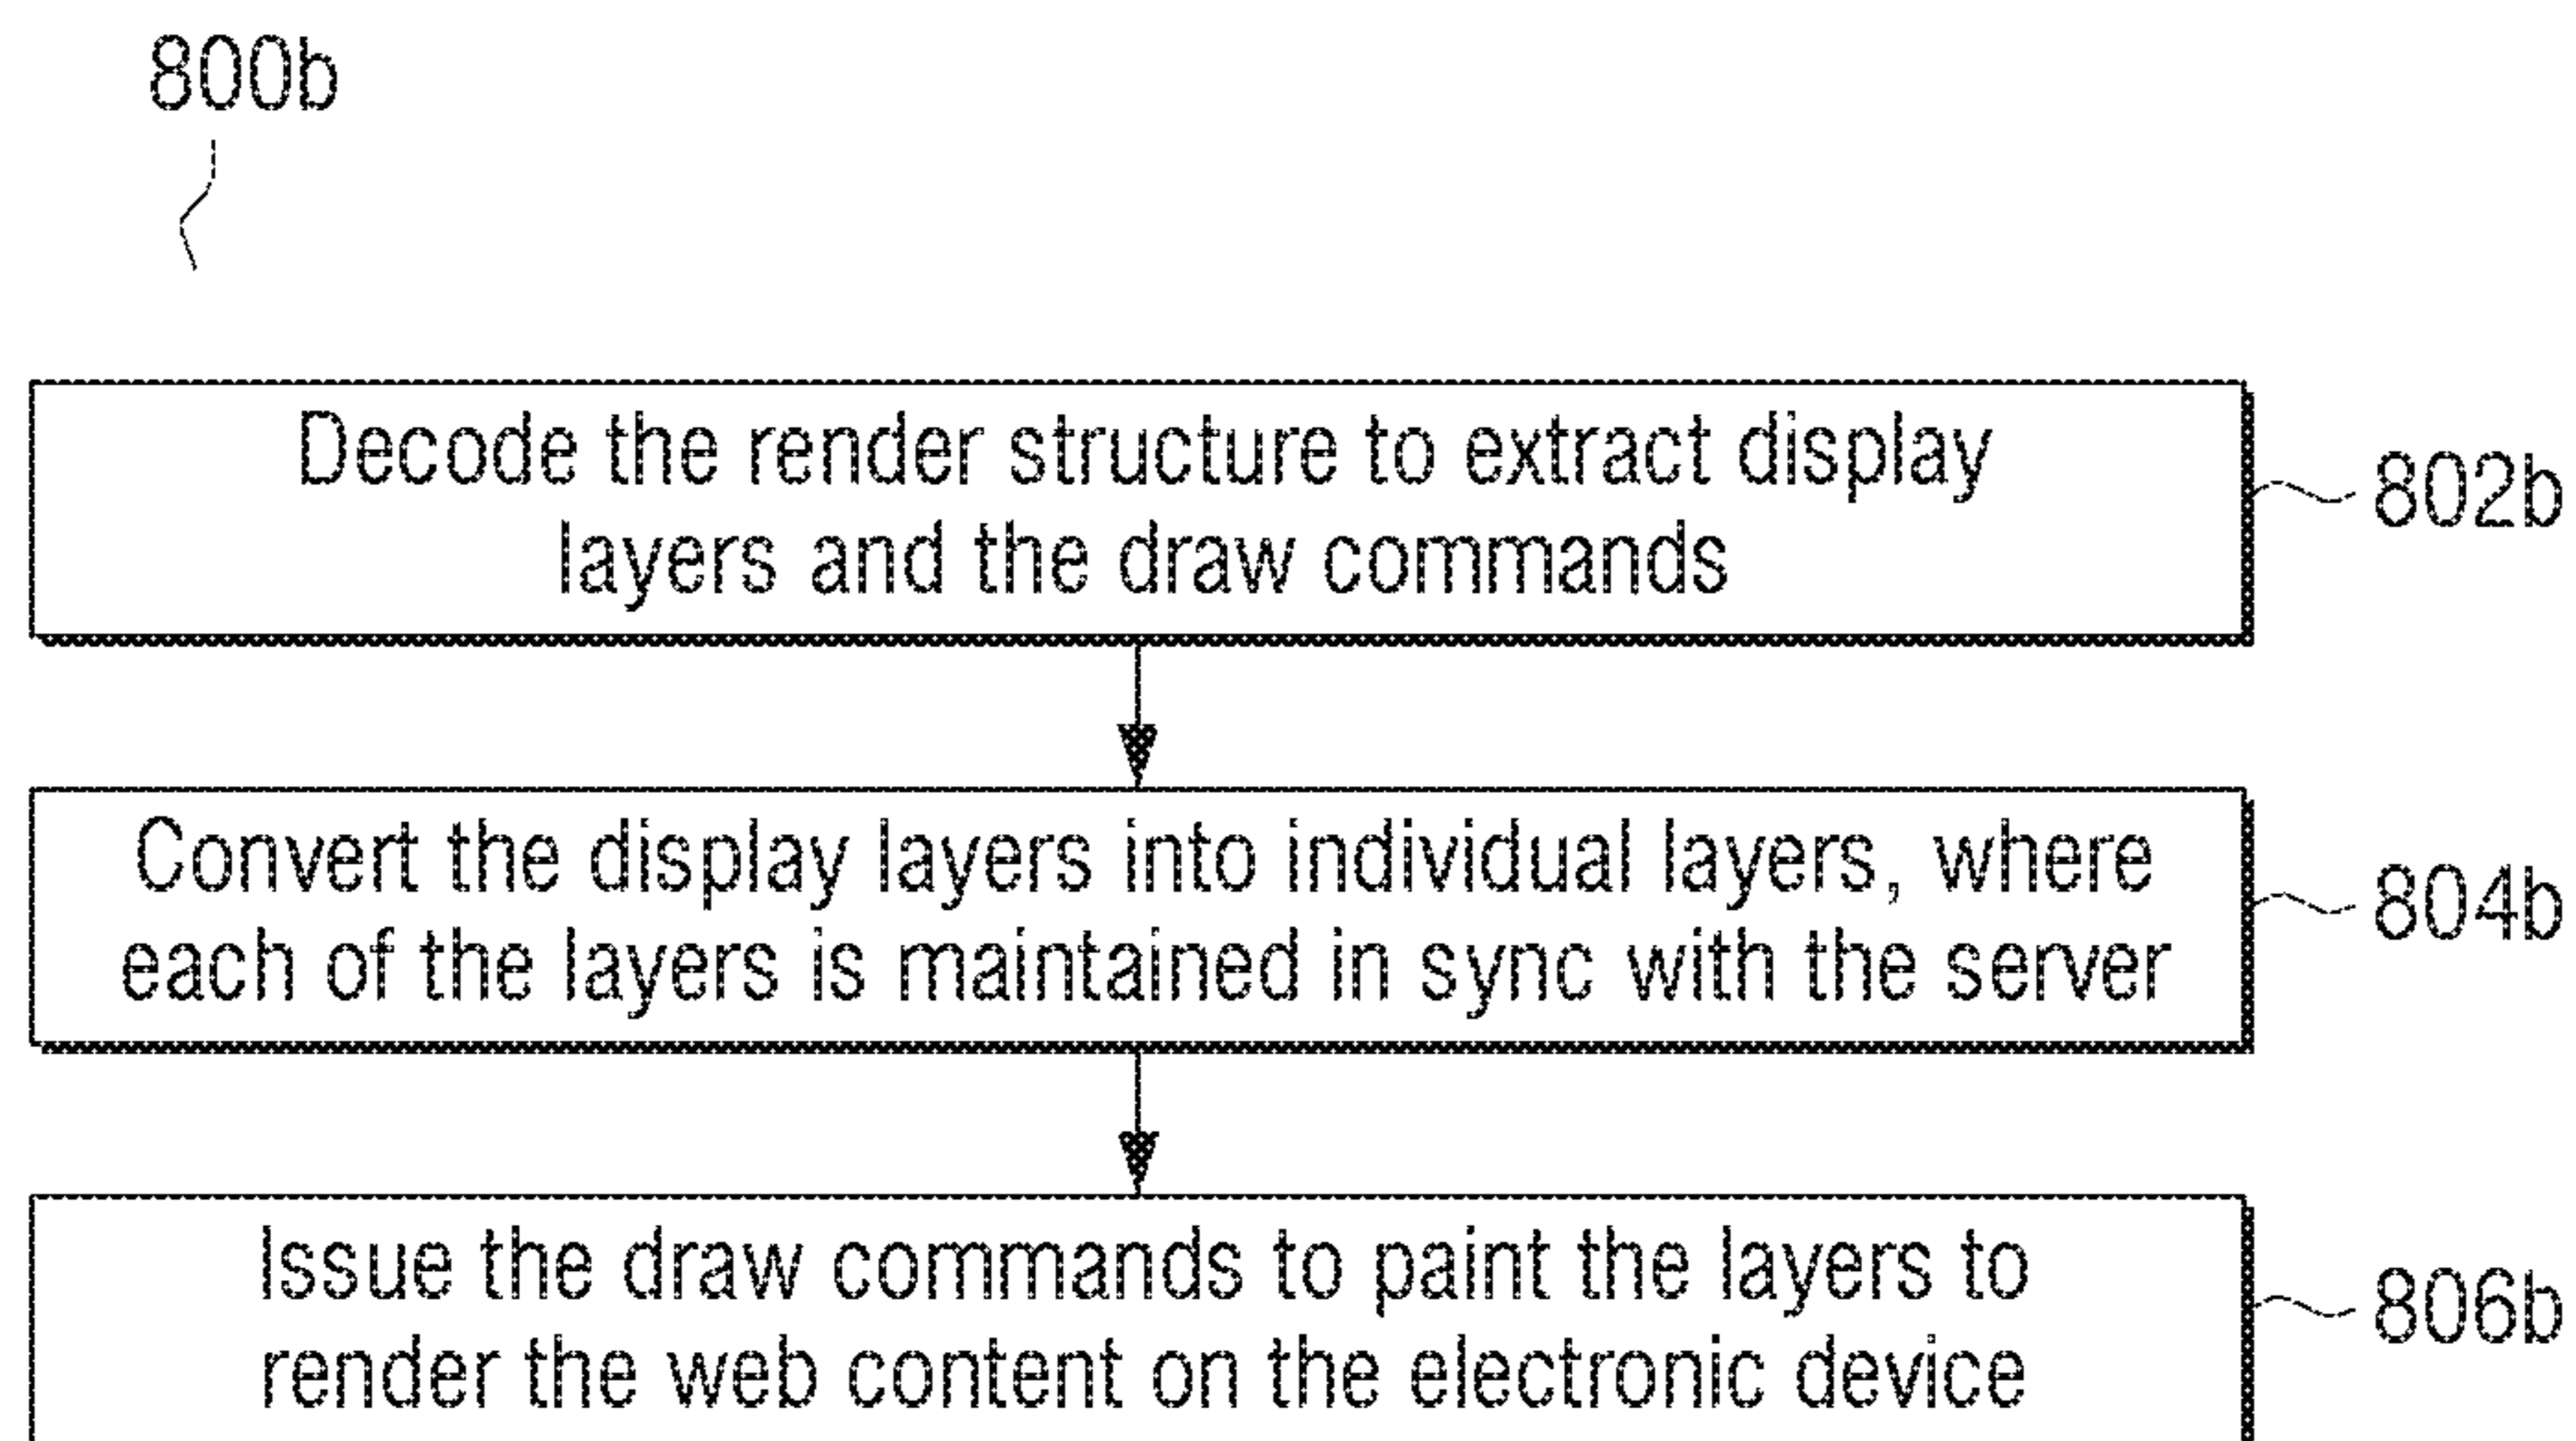 800b
Decode the render structure to extract display
layers and the draw commands
802b
Convert the display layers into individual layers, where
each of the layers is maintained in sync with the server
804b
Issue the draw commands to paint the layers to
render the web content on the electronic device
806b